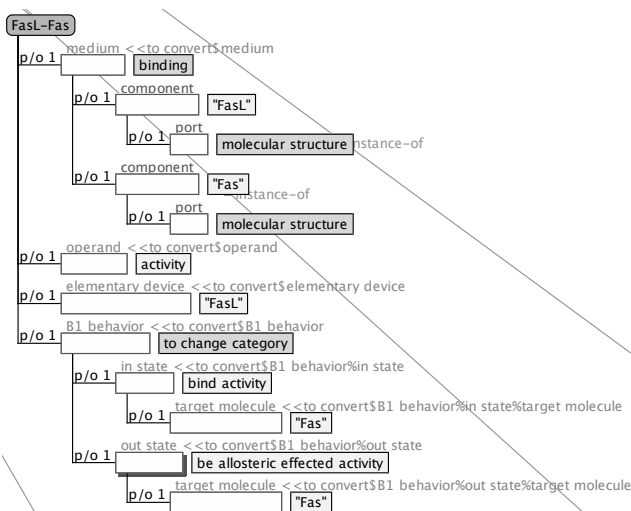 FasL-Fas
medium <<to convert$medium
p/o 1 binding
component
p/o 1 "FasL"
port
p/o 1 molecular structure instance-of
component
p/o 1 "Fas"
instance-of
port
p/o 1 molecular structure
operand <<to convert$operand
p/o 1 activity
elementary device <<to convert$elementary device
p/o 1 "FasL"
B1 behavior <<to convert$B1 behavior
p/o 1 to change category
in state <<to convert$B1 behavior%in state
p/o 1 bind activity
target molecule <<to convert$B1 behavior%in state%target molecule
p/o 1 "Fas"
out state <<to convert$B1 behavior%out state
p/o 1 be allosteric effected activity
target molecule <<to convert$B1 behavior%out state%target molecule
p/o 1 "Fas"